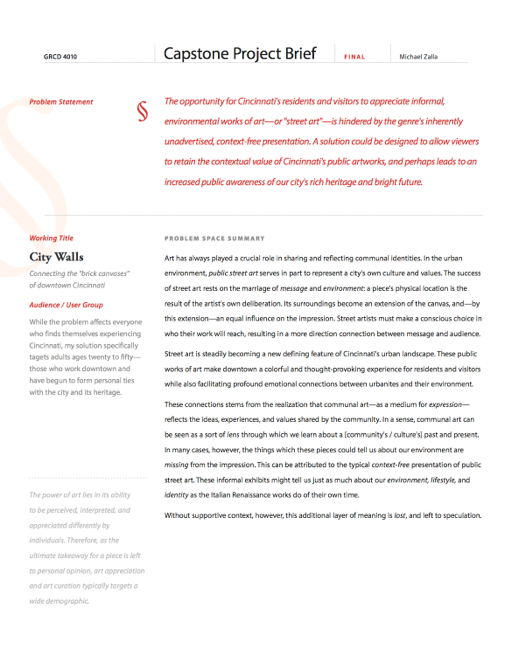 GRCD 4010
Capstone Project Brief
FINAL
Michael Zalla
Problem Statement
§
The opportunity for Cincinnati's residents and visitors to appreciate informal,
environmental works of art—or "street art"—is hindered by the genre's inherently
unadvertised, context-free presentation. A solution could be designed to allow viewers
to retain the contextual value of Cincinnati's public artworks, and perhaps leads to an
increased public awareness of our city's rich heritage and bright future.
Working Title
City Walls
Connecting the "brick canvases"
of downtown Cincinnati
Audience / User Group
While the problem affects everyone
who finds themselves experiencing
Cincinnati, my solution specifically
tagets adults ages twenty to fifty—
those who work downtown and
have begun to form personal ties
with the city and its heritage.
The power of art lies in its ability
to be perceived, interpreted, and
appreciated differently by
individuals. Therefore, as the
ultimate takeaway for a piece is left
to personal opinion, art appreciation
and art curation typically targets a
wide demographic.
PROBLEM SPACE SUMMARY
Art has always played a crucial role in sharing and reflecting communal identities. In the urban
environment, public street art serves in part to represent a city's own culture and values. The success
of street art rests on the marriage of message and environment: a piece's physical location is the
result of the artist's own deliberation. Its surroundings become an extension of the canvas, and—by
this extension—an equal influence on the impression. Street artists must make a conscious choice in
who their work will reach, resulting in a more direction connection between message and audience.
Street art is steadily becoming a new defining feature of Cincinnati's urban landscape. These public
works of art make downtown a colorful and thought-provoking experience for residents and visitors
while also facilitating profound emotional connections between urbanites and their environment.
These connections stems from the realization that communal art—as a medium for expression—
reflects the ideas, experiences, and values shared by the community. In a sense, communal art can
be seen as a sort of lens through which we learn about a [community's / culture's] past and present.
In many cases, however, the things which these pieces could tell us about our environment are
missing from the impression. This can be attributed to the typical context-free presentation of public
street art. These informal exhibits might tell us just as much about our environment, lifestyle, and
identity as the Italian Renaissance works do of their own time.
Without supportive context, however, this additional layer of meaning is lost, and left to speculation.